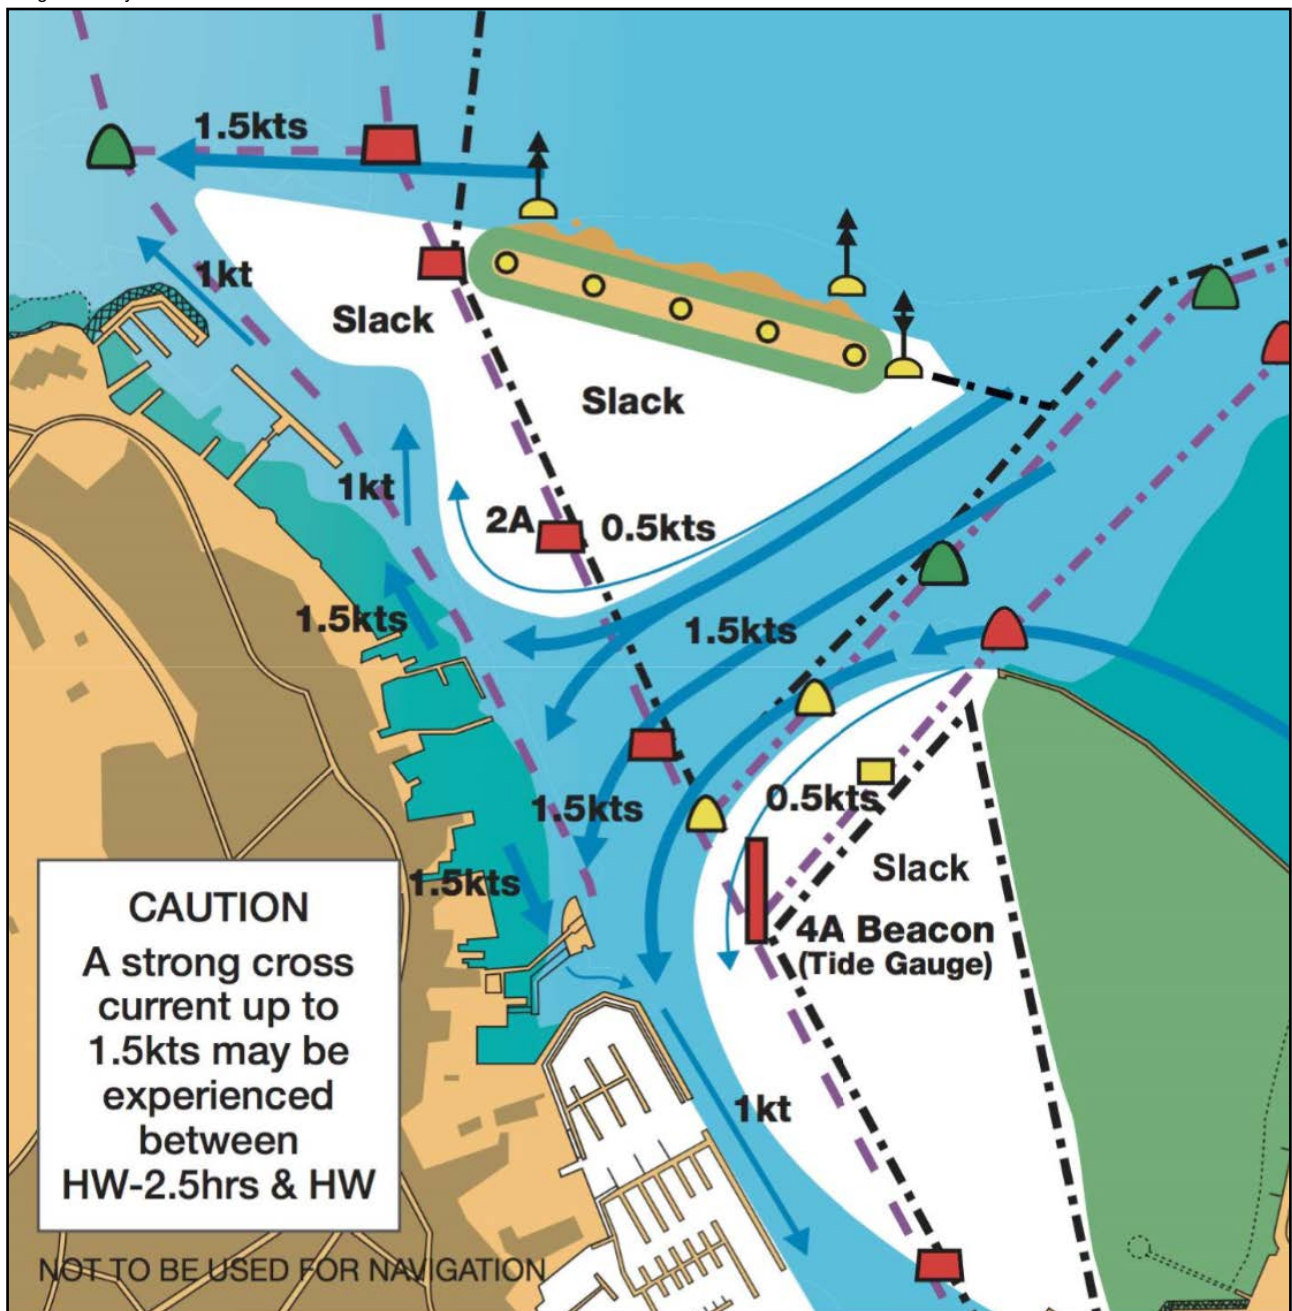 1.5kts
1kt
Slack
Slack
1kt
2A
0.5kts
1.5kts
1.5kts
1.5kts
0.5kts
1.5kts
Slack
4A Beacon
(Tide Gauge)
1kt
CAUTION
A strong cross
current up to
1.5kts may be
experienced
between
HW-2.5hrs & HW
NOT TO BE USED FOR NAVIGATION